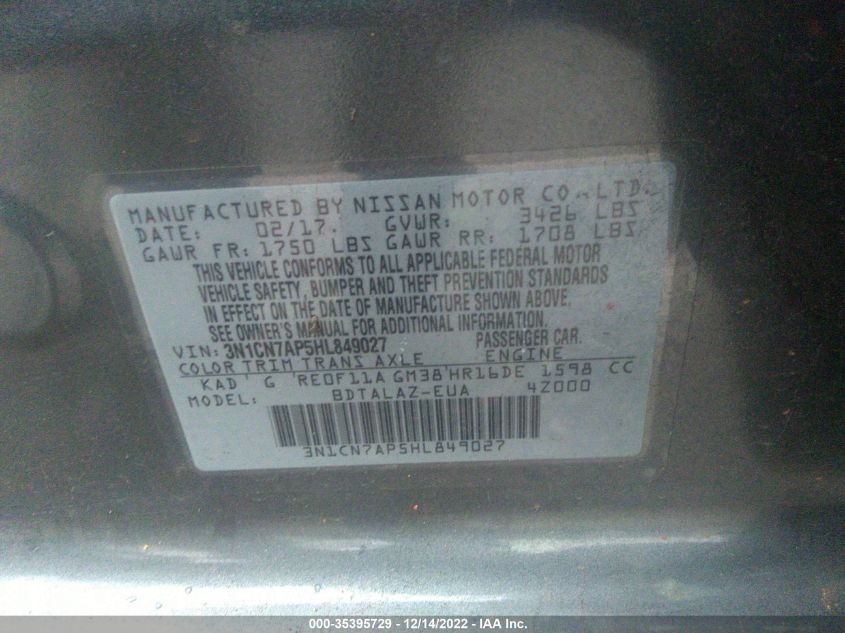 MANUFACTURED BY NISSAN MOTOR CO., LTD.
DATE: 02/17. GVWR: 3426 LBS
GAWR FR: 1750 LBS GAWR RR: 1708 LBS
THIS VEHICLE CONFORMS TO ALL APPLICABLE FEDERAL MOTOR
VEHICLE SAFETY, BUMPER AND THEFT PREVENTION STANDARDS
IN EFFECT ON THE DATE OF MANUFACTURE SHOWN ABOVE.
SEE OWNER'S MANUAL FOR ADDITIONAL INFORMATION.
VIN: 3N1CN7AP5HL849027 PASSENGER CAR.
COLOR TRIM TRANS AXLE ENGINE
KAD G RE0F11A GM38 HR16DE 1598 CC
MODEL: BDTALAZ-EUA 4Z000
3N1CN7AP5HL849027
000-35395729 - 12/14/2022 - IAA Inc.